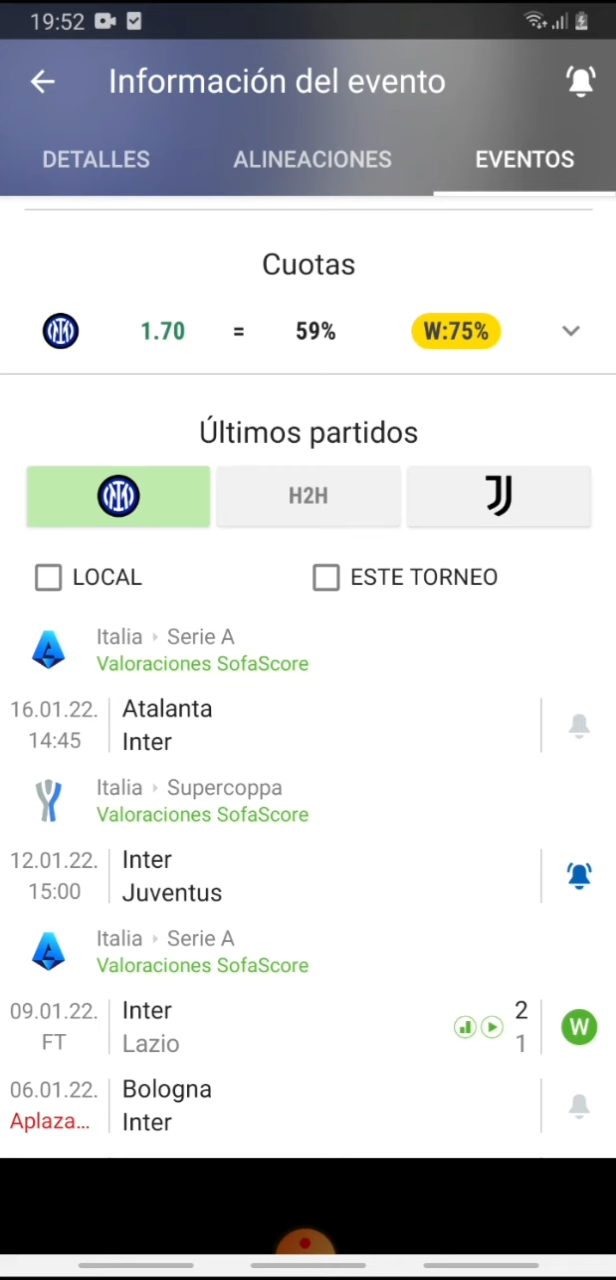 19:52
Información del evento
DETALLES ALINEACIONES EVENTOS
Cuotas
1.70 = 59% W:75%
Últimos partidos
H2H
LOCAL ESTE TORNEO
Italia Serie A
Valoraciones SofaScore
16.01.22. Atalanta
14:45 Inter
Italia Supercoppa
Valoraciones SofaScore
12.01.22. Inter
15:00 Juventus
Italia Serie A
Valoraciones SofaScore
09.01.22. Inter 2
FT Lazio 1 W
06.01.22. Bologna
Aplaza... Inter